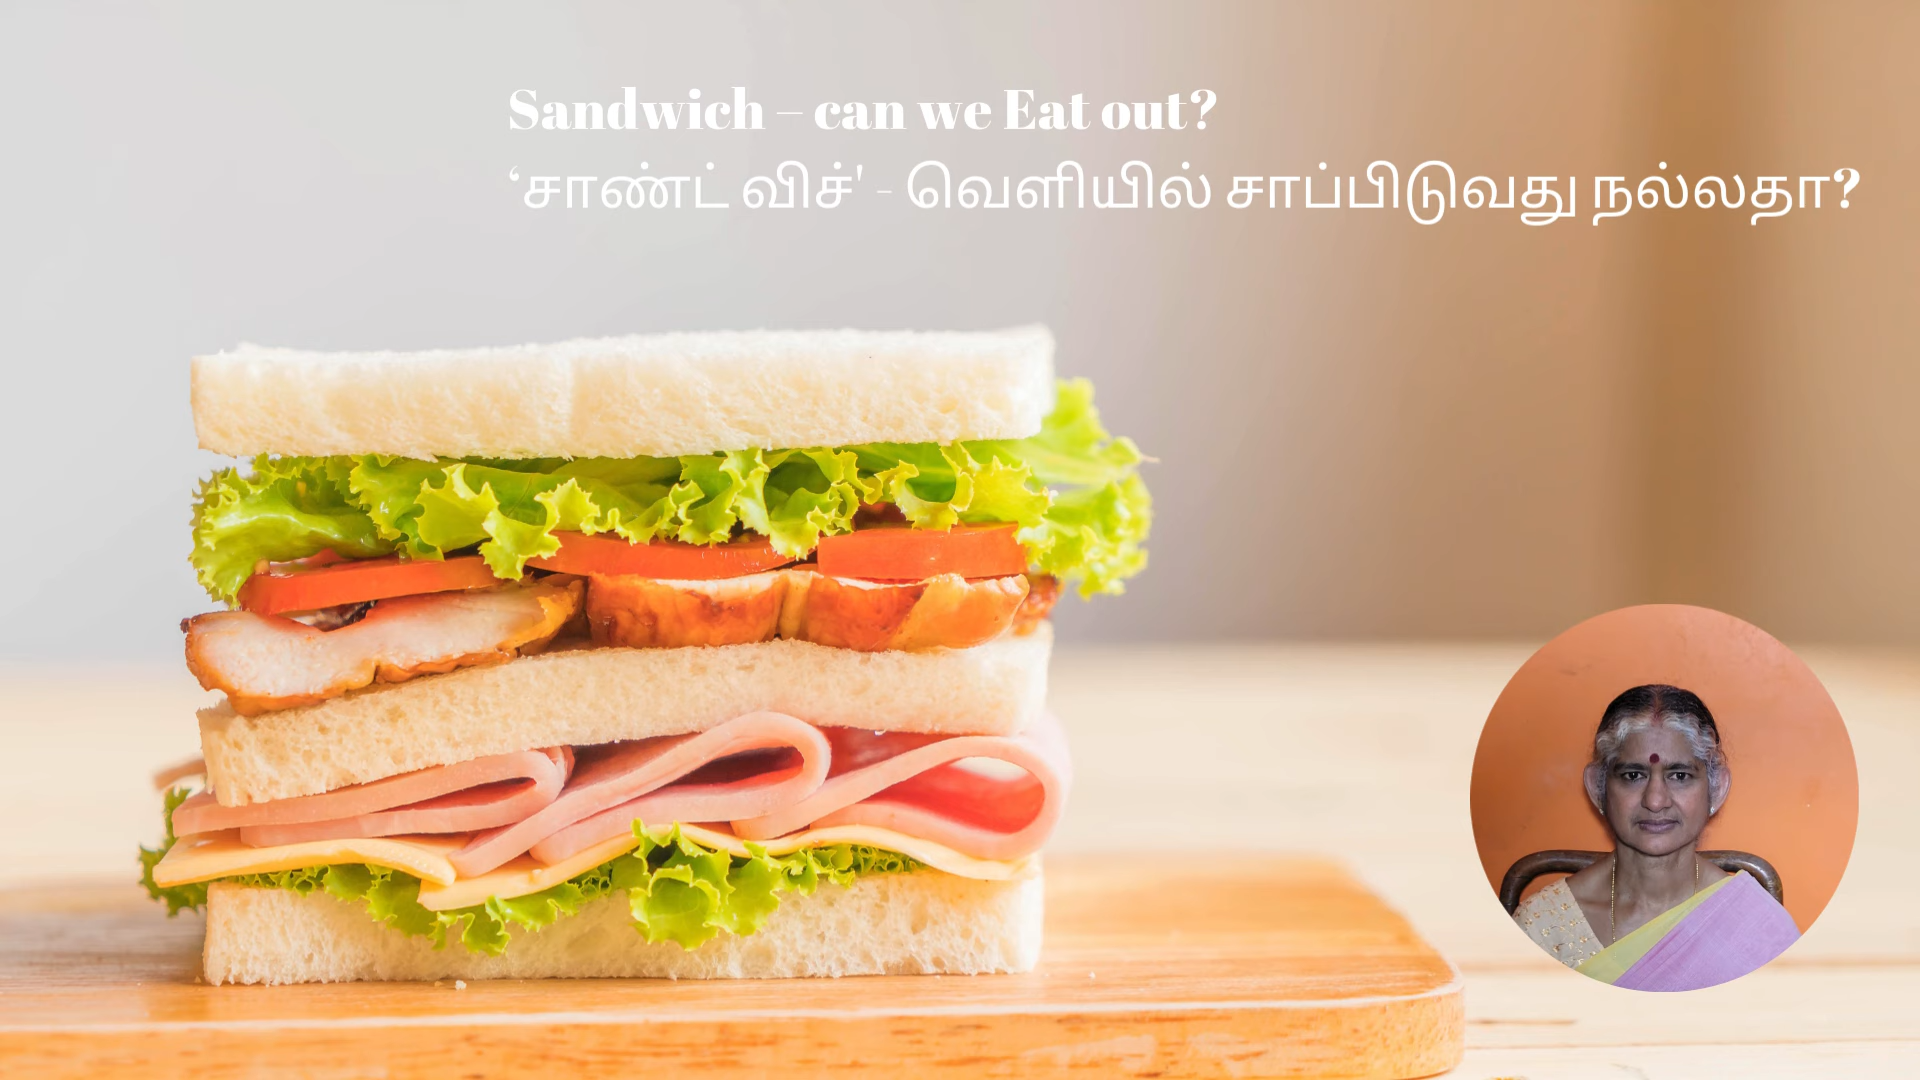 Sandwich – can we Eat out?
‘சாண்ட் விச்' - வெளியில் சாப்பிடுவது நல்லதா?